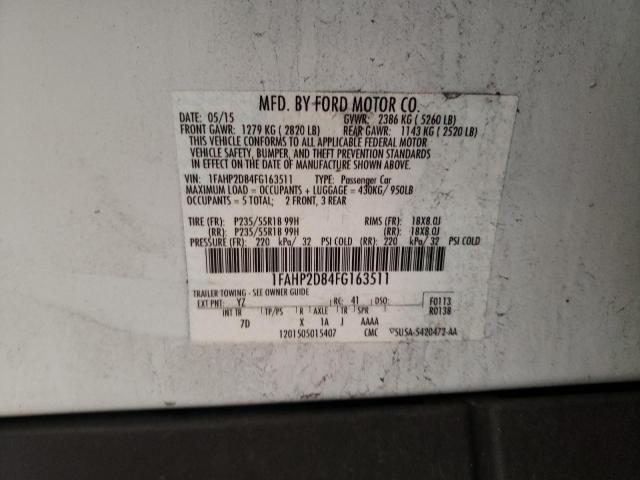 MFD. BY FORD MOTOR CO.
DATE: 05/15 GVWR: 2386 KG ( 5260 LB)
FRONT GAWR: 1279 KG ( 2820 LB) REAR GAWR: 1143 KG ( 2520 LB)
THIS VEHICLE CONFORMS TO ALL APPLICABLE FEDERAL MOTOR
VEHICLE SAFETY, BUMPER, AND THEFT PREVENTION STANDARDS
IN EFFECT ON THE DATE OF MANUFACTURE SHOWN ABOVE.
VIN: 1FAHP2D84FG163511 TYPE: Passenger Car
MAXIMUM LOAD = OCCUPANTS + LUGGAGE = 430KG/ 950LB
OCCUPANTS = 5 TOTAL; 2 FRONT, 3 REAR
TIRE (FR): P235/55R18 99H RIMS (FR): 18X8.0J
(RR): P235/55R18 99H (RR): 18X8.0J
PRESSURE (FR): 220 kPa/ 32 PSI COLD (RR): 220 kPa/ 32 PSI COLD
1FAHP2D84FG163511
TRAILER TOWING - SEE OWNER GUIDE
EXT PNT: YZ RC: 41 DSO: F0113
INT TR TP/PS R AXLE TR SPR R0138
7D X 1A J AAAA
1201505015407 CMC 5U5A-5420472-AA